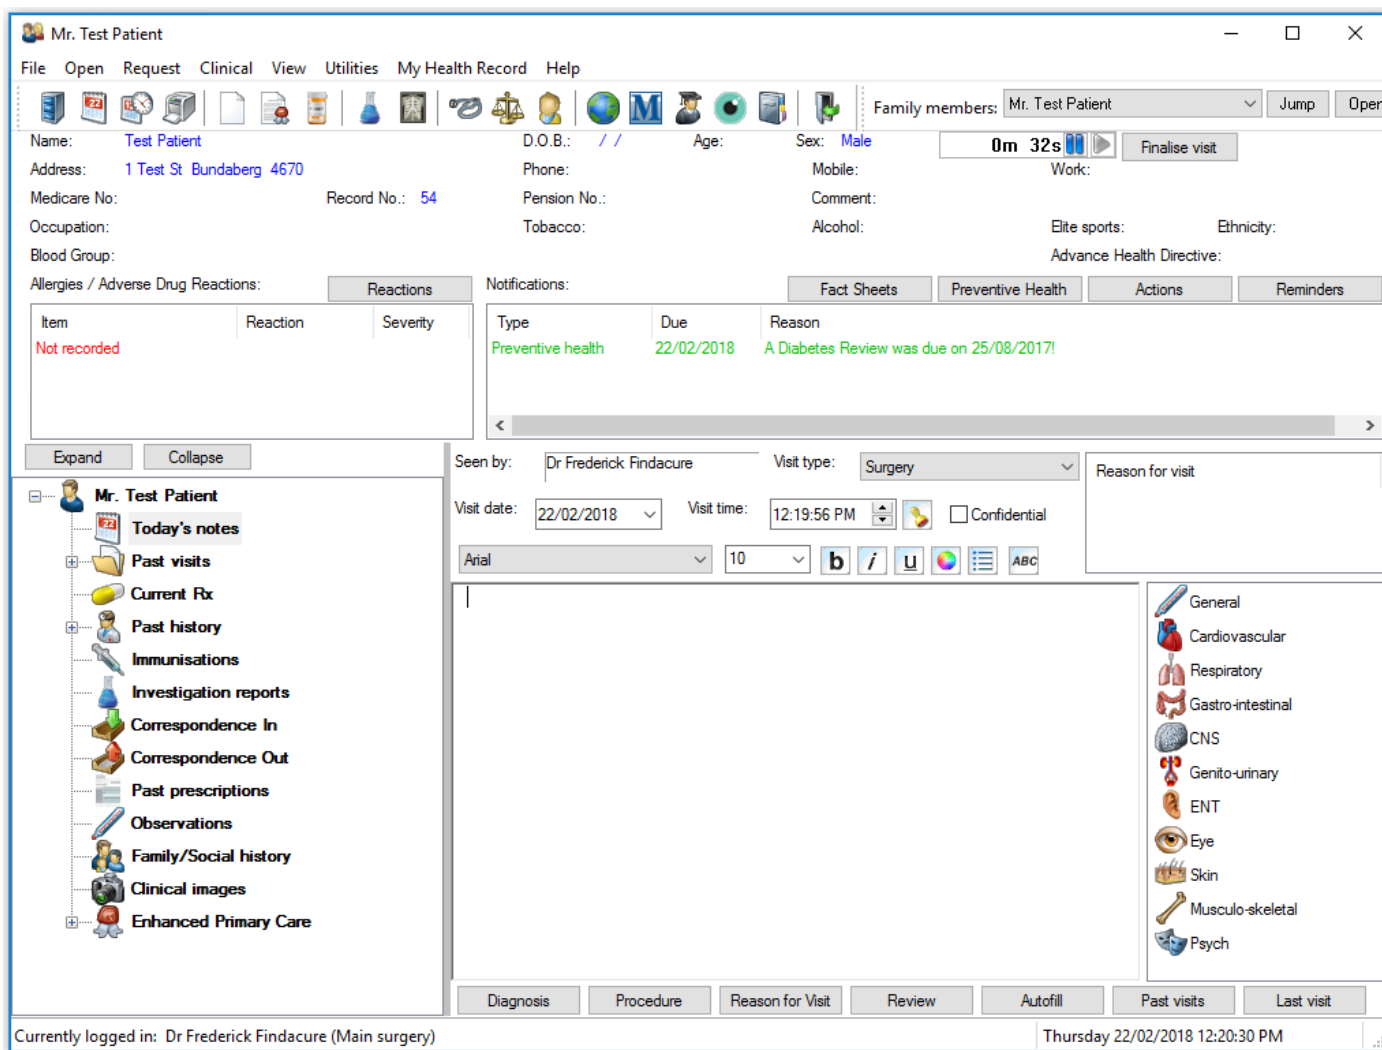 Mr. Test Patient
File Open Request Clinical View Utilities My Health Record Help
22 M Family members: Mr. Test Patient Jump Open
Name: Test Patient D.O.B.: / / Age: Sex: Male 0m 32s Finalise visit
Address: 1 Test St Bundaberg 4670 Phone: Mobile: Work:
Medicare No: Record No.: 54 Pension No.: Comment:
Occupation: Tobacco: Alcohol: Elite sports: Ethnicity:
Blood Group: Advance Health Directive:
Allergies / Adverse Drug Reactions: Reactions Notifications: Fact Sheets Preventive Health Actions Reminders
Item Reaction Severity Type Due Reason
Not recorded Preventive health 22/02/2018 A Diabetes Review was due on 25/08/2017!
Expand Collapse
Seen by: Dr Frederick Findacure Visit type: Surgery Reason for visit
Visit date: 22/02/2018 Visit time: 12:19:56 PM Confidential
Arial 10 b i u ABC
Mr. Test Patient
22 Today's notes
Past visits
Current Rx
Past history
Immunisations
Investigation reports
Correspondence In
Correspondence Out
Past prescriptions
Observations
Family/Social history
Clinical images
Enhanced Primary Care
General
Cardiovascular
Respiratory
Gastro-intestinal
CNS
Genito-urinary
ENT
Eye
Skin
Musculo-skeletal
Psych
Diagnosis Procedure Reason for Visit Review Autofill Past visits Last visit
Currently logged in: Dr Frederick Findacure (Main surgery) Thursday 22/02/2018 12:20:30 PM